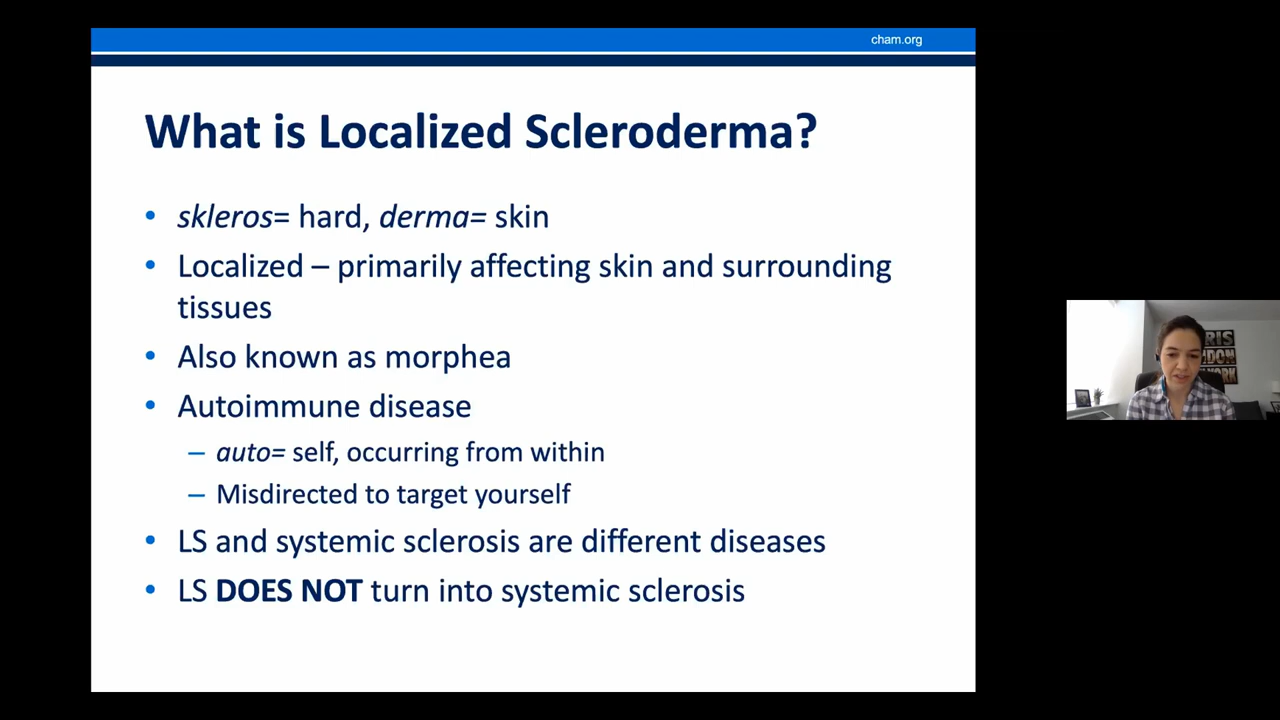 cham.org
What is Localized Scleroderma?
• skleros= hard, derma= skin
• Localized – primarily affecting skin and surrounding
tissues
• Also known as morphea
• Autoimmune disease
– auto= self, occurring from within
– Misdirected to target yourself
• LS and systemic sclerosis are different diseases
• LS DOES NOT turn into systemic sclerosis